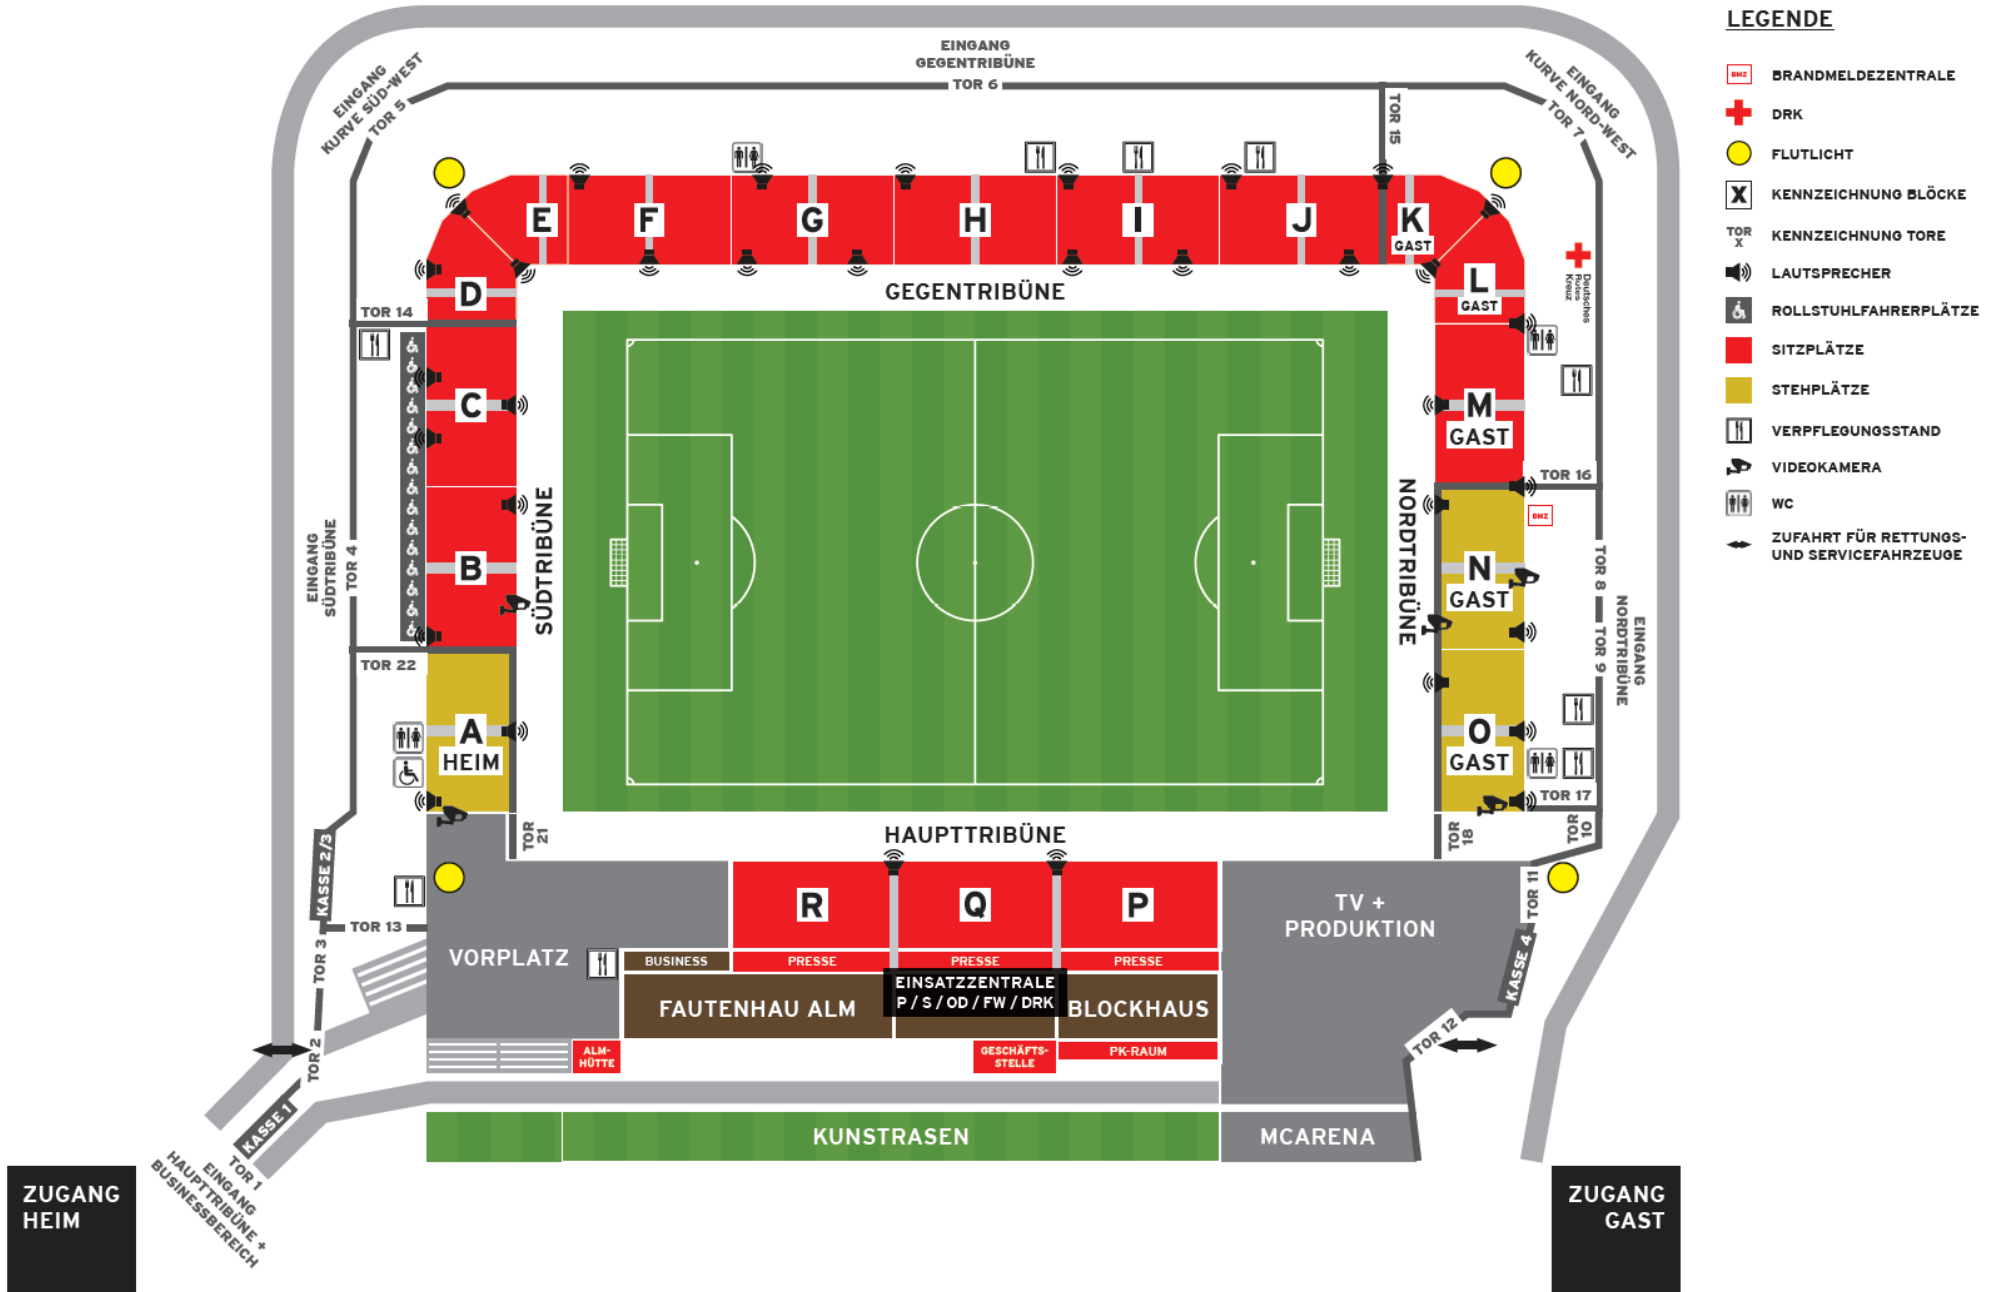 EINGANG
GEGENTRIBÜNE
TOR 6
EINGANG
KURVE SÜD-WEST
TOR 5
EINGANG
KURVE NORD-WEST
TOR 7
TOR 15
E
F
G
H
I
J
K
GAST
L
GAST
Deutsches
Rotes
Kreuz
D
TOR 14
GEGENTRIBÜNE
C
M
GAST
TOR 16
BMZ
B
SÜDTRIBÜNE
NORDTRIBÜNE
N
GAST
EINGANG
SÜDTRIBÜNE
TOR 4
TOR 8
TOR 9
EINGANG
NORDTRIBÜNE
TOR 22
A
HEIM
O
GAST
TOR 17
TOR
10
TOR
21
HAUPTTRIBÜNE
TOR
18
KASSE 2/3
TOR 13
TOR 3
TOR 2
R
Q
P
TV +
PRODUKTION
TOR 11
KASSE 4
TOR 12
VORPLATZ
BUSINESS
PRESSE
PRESSE
PRESSE
EINSATZZENTRALE
P / S / OD / FW / DRK
FAUTENHAU ALM
BLOCKHAUS
ALM-
HÜTTE
GESCHÄFTS-
STELLE
PK-RAUM
KUNSTRASEN
MCARENA
KASSE 1
TOR 1
EINGANG
HAUPTTRIBÜNE +
BUSINESSBEREICH
ZUGANG
HEIM
ZUGANG
GAST
LEGENDE
BMZ BRANDMELDEZENTRALE
DRK
FLUTLICHT
X KENNZEICHNUNG BLÖCKE
TOR
X KENNZEICHNUNG TORE
LAUTSPRECHER
ROLLSTUHLFAHRERPLÄTZE
SITZPLÄTZE
STEHPLÄTZE
VERPFLEGUNGSSTAND
VIDEOKAMERA
WC
ZUFAHRT FÜR RETTUNGS-
UND SERVICEFAHRZEUGE